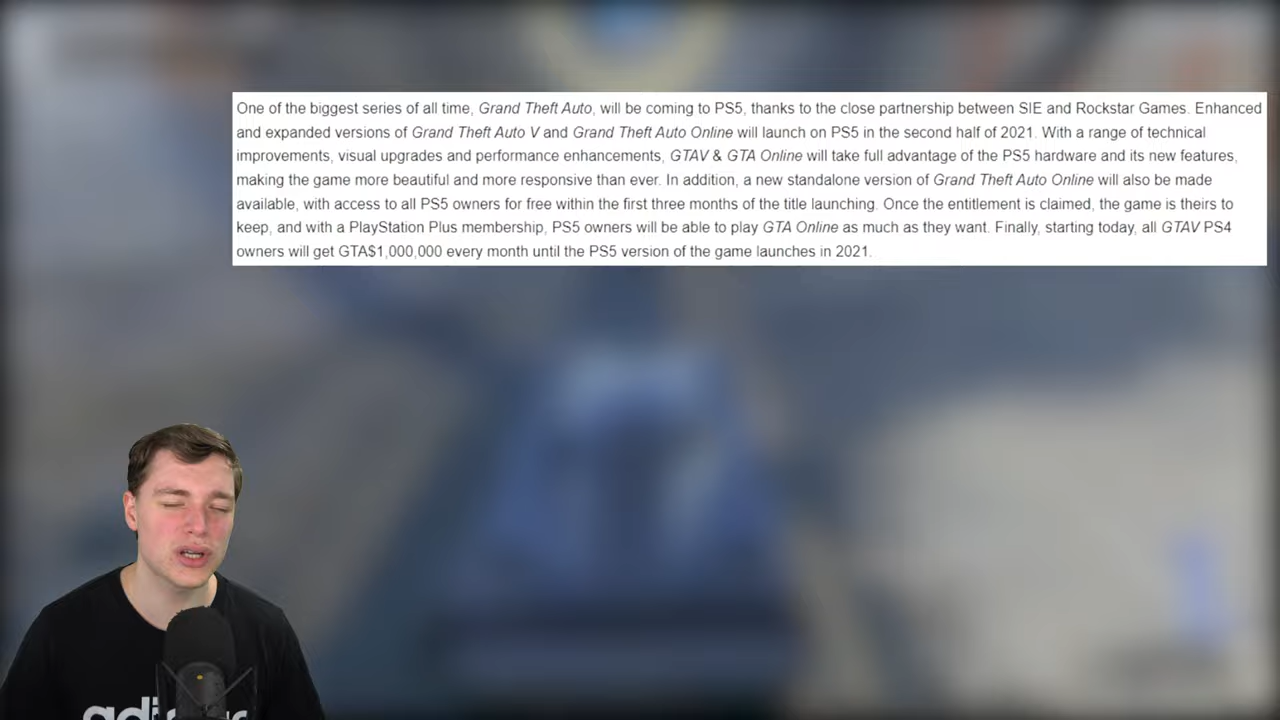 One of the biggest series of all time, Grand Theft Auto, will be coming to PS5, thanks to the close partnership between SIE and Rockstar Games. Enhanced
and expanded versions of Grand Theft Auto V and Grand Theft Auto Online will launch on PS5 in the second half of 2021. With a range of technical
improvements, visual upgrades and performance enhancements, GTAV & GTA Online will take full advantage of the PS5 hardware and its new features,
making the game more beautiful and more responsive than ever. In addition, a new standalone version of Grand Theft Auto Online will also be made
available, with access to all PS5 owners for free within the first three months of the title launching. Once the entitlement is claimed, the game is theirs to
keep, and with a PlayStation Plus membership, PS5 owners will be able to play GTA Online as much as they want. Finally, starting today, all GTAV PS4
owners will get GTA$1,000,000 every month until the PS5 version of the game launches in 2021.